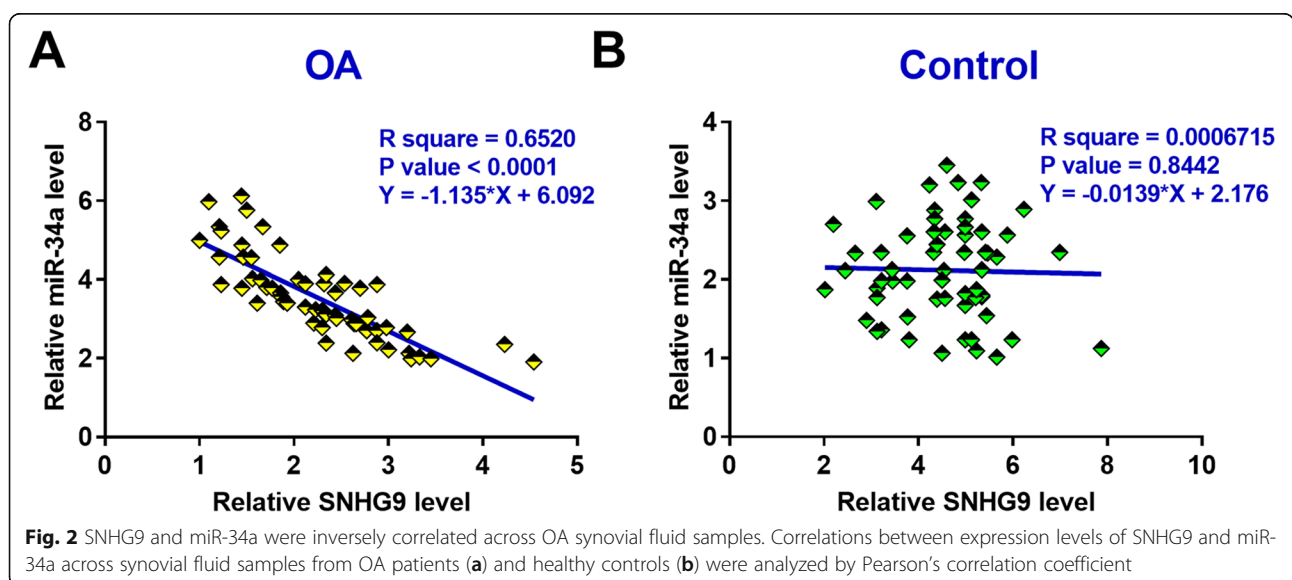 A
OA
R square = 0.6520
P value < 0.0001
Y = -1.135*X + 6.092
Relative miR-34a level
8
6
4
2
0
0 1 2 3 4 5
Relative SNHG9 level
B
Control
R square = 0.0006715
P value = 0.8442
Y = -0.0139*X + 2.176
Relative miR-34a level
4
3
2
1
0
0 2 4 6 8 10
Relative SNHG9 level
Fig. 2 SNHG9 and miR-34a were inversely correlated across OA synovial fluid samples. Correlations between expression levels of SNHG9 and miR-
34a across synovial fluid samples from OA patients (a) and healthy controls (b) were analyzed by Pearson's correlation coefficient